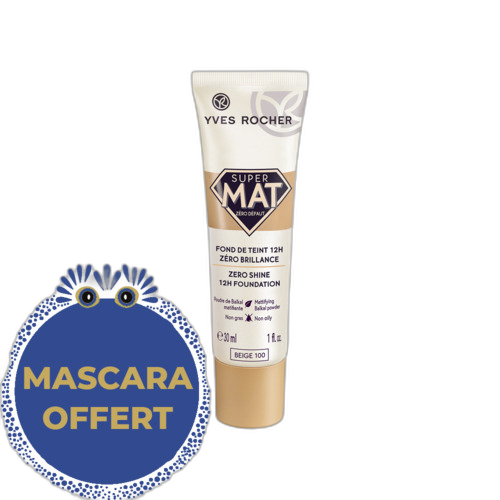 YVES ROCHER
SUPER
MAT
ZÉRO DÉFAUT
FOND DE TEINT 12H
ZÉRO BRILLANCE
ZERO SHINE
12H FOUNDATION
Poudre de Baïkal
matifiante
Mattifying
Baikal powder
Non gras
Non oily
℮30 ml
1 fl. oz.
BEIGE 100
MASCARA
OFFERT